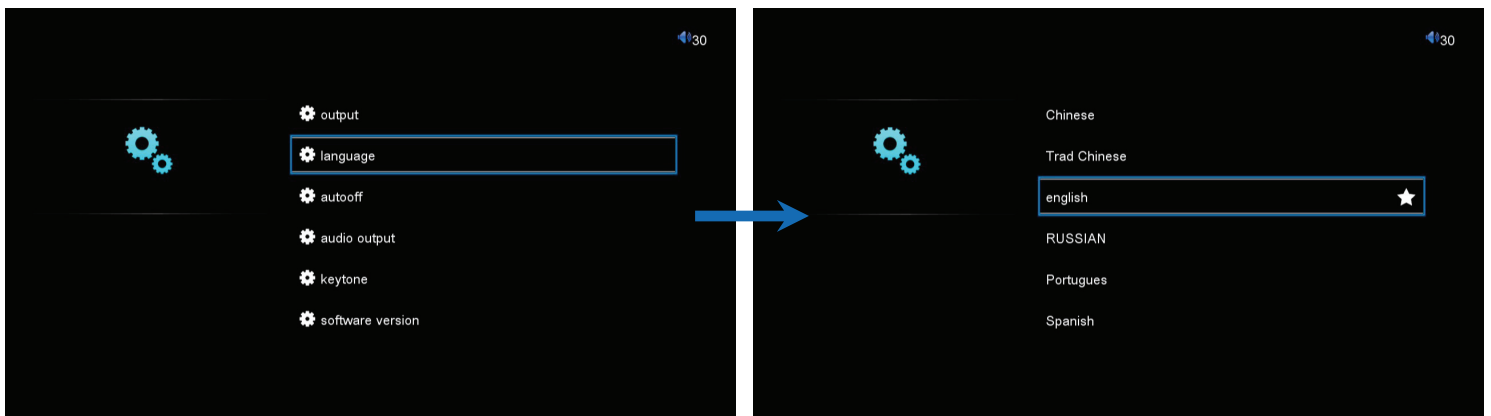 30
output
language
autooff
audio output
keytone
software version
30
Chinese
Trad Chinese
english
RUSSIAN
Portugues
Spanish